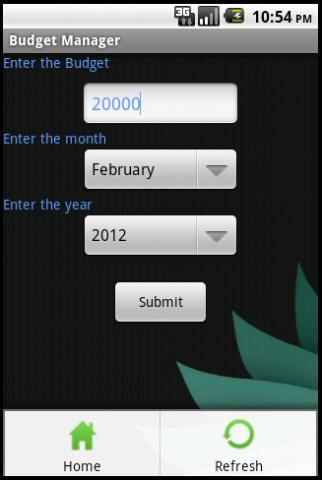 3G 10:54 PM
Budget Manager
Enter the Budget
20000
Enter the month
February
Enter the year
2012
Submit
Home Refresh